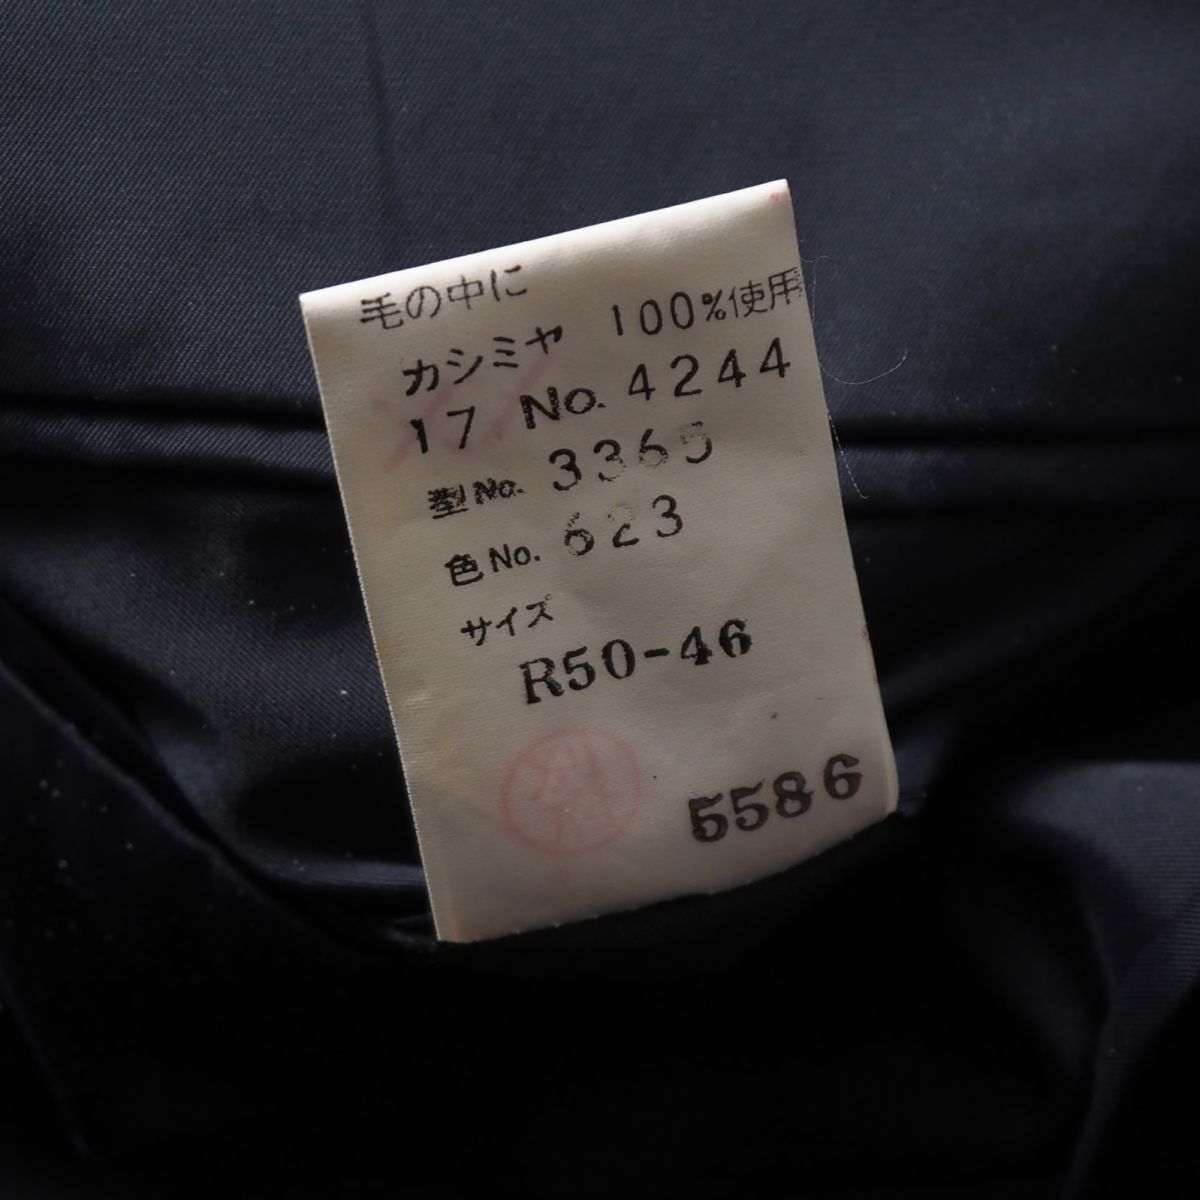 毛の中に
カシミヤ 100%使用
17 No. 4244
型No. 3365
色No. 623
サイズ
R50-46
5586